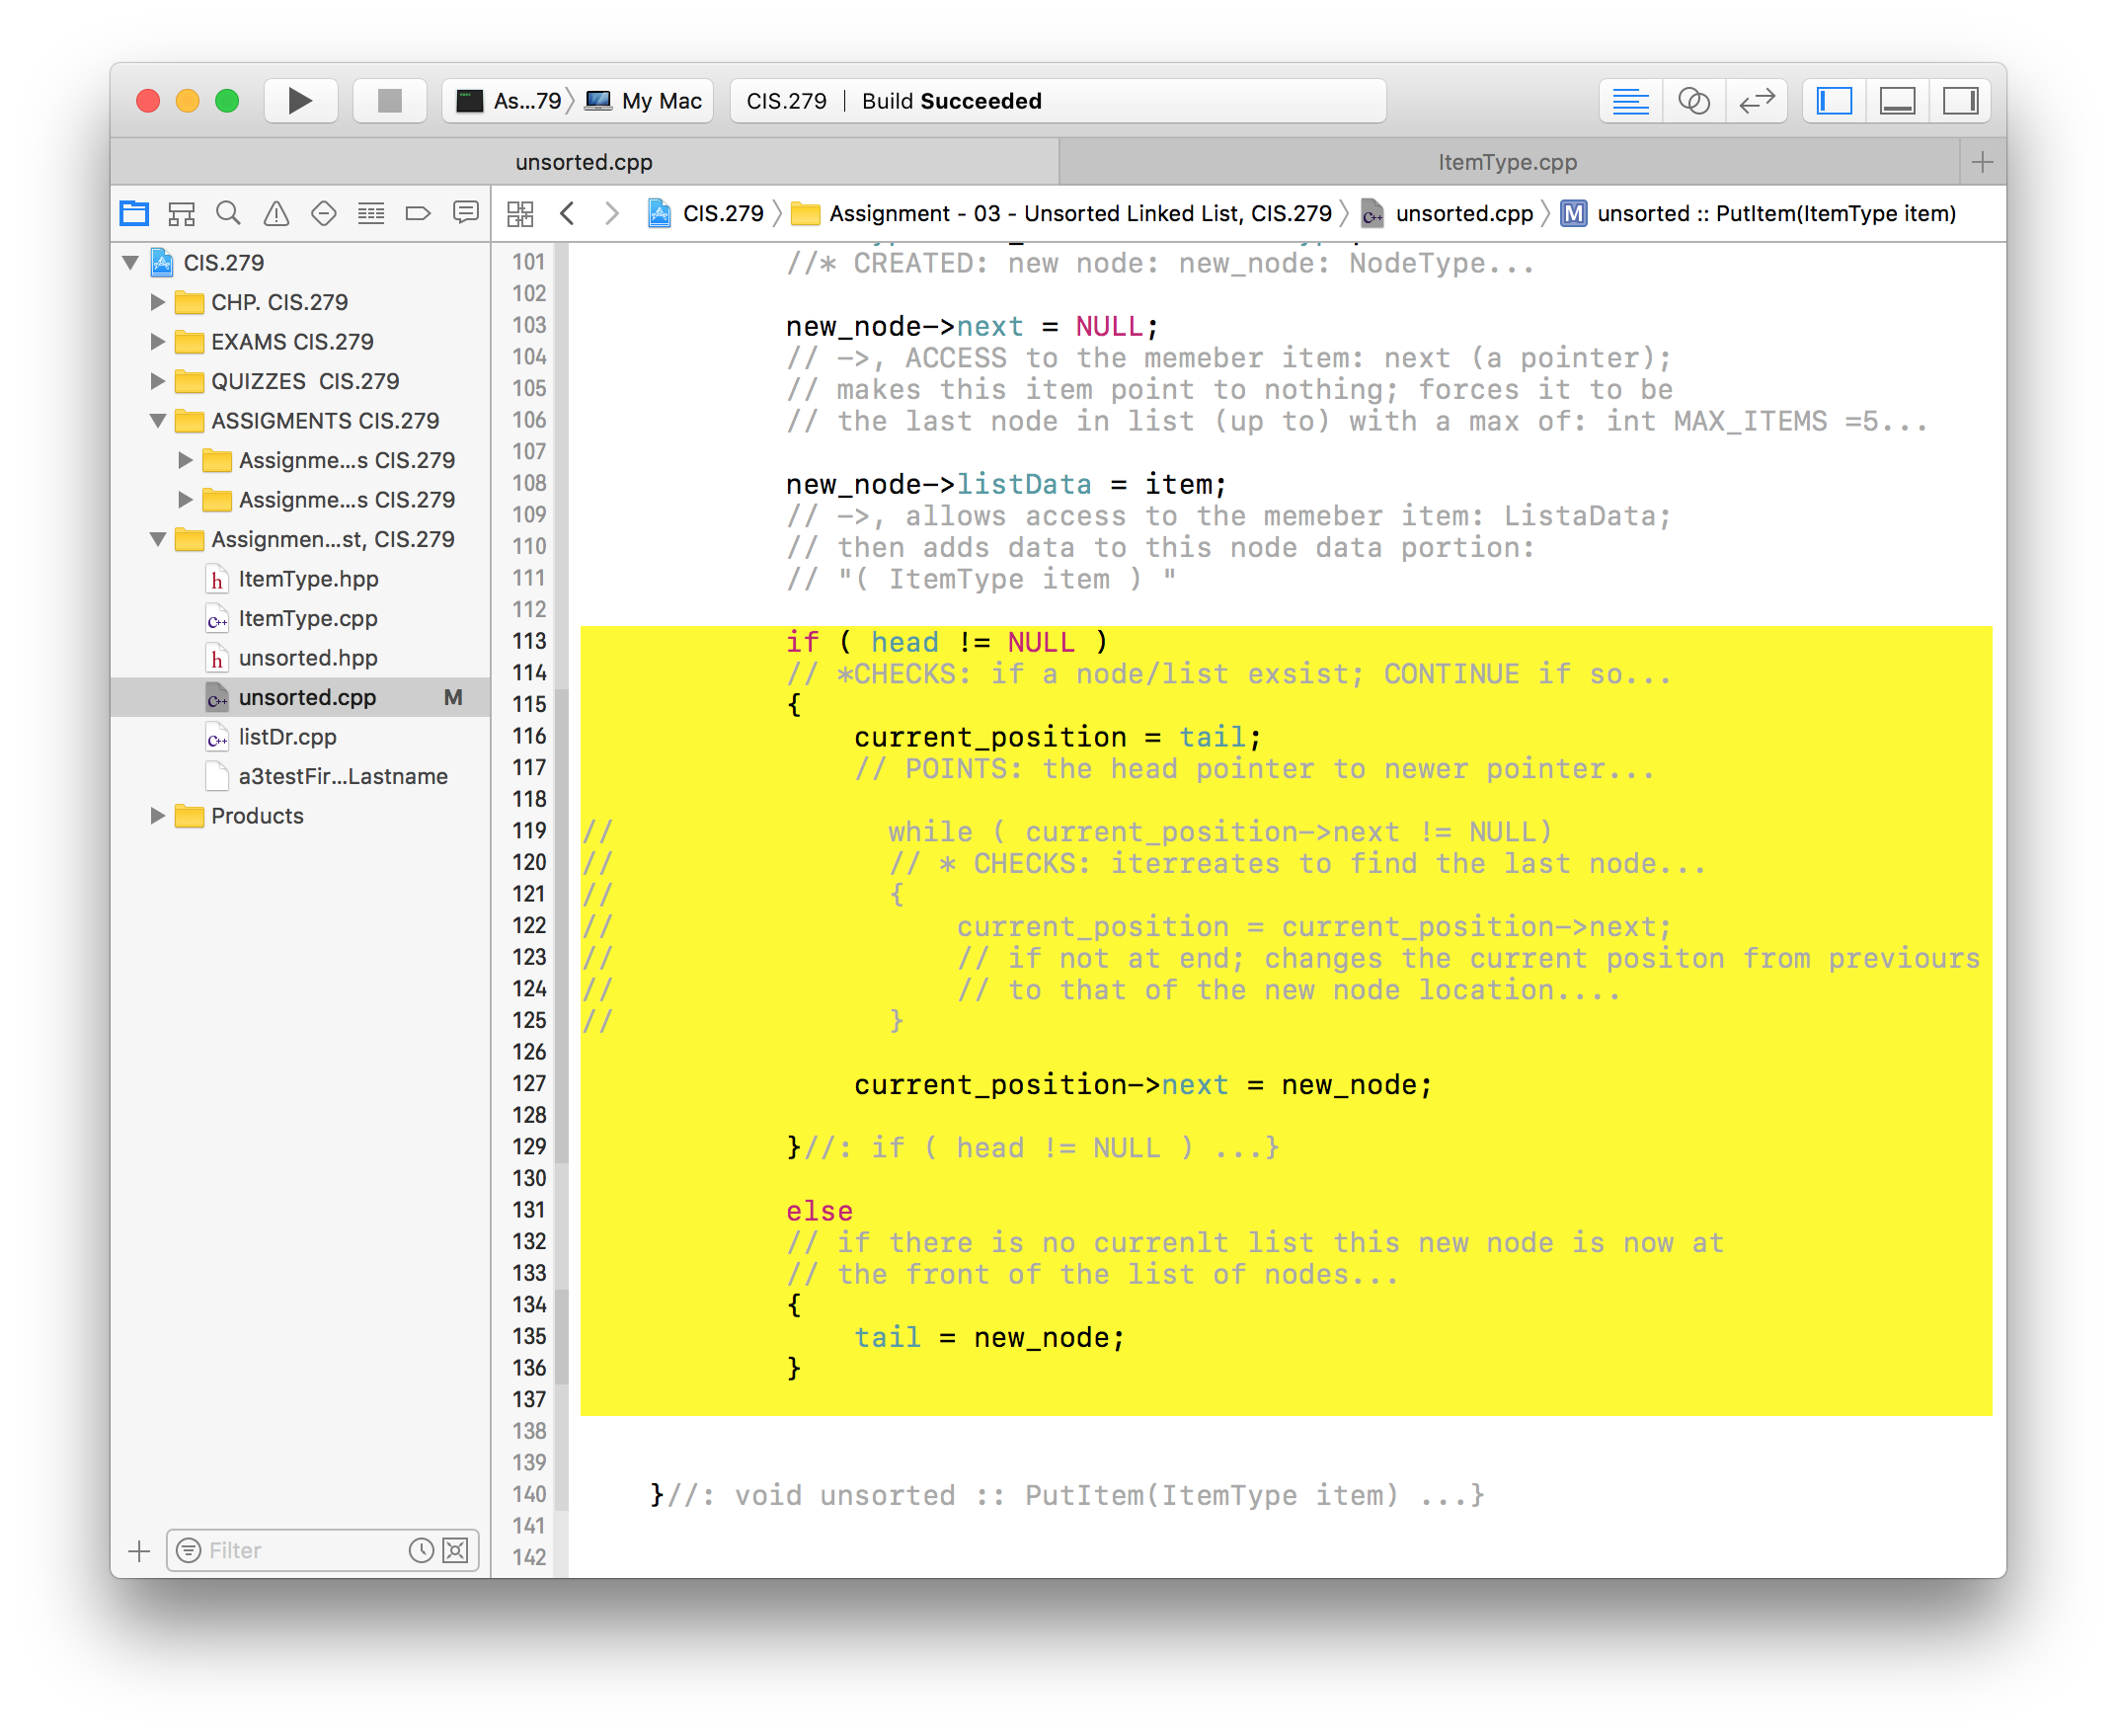 As...79 My Mac
CIS.279 | Build Succeeded
unsorted.cpp
ItemType.cpp
CIS.279
Assignment - 03 - Unsorted Linked List, CIS.279
unsorted.cpp
M unsorted :: PutItem(ItemType item)
CIS.279
CHP. CIS.279
EXAMS CIS.279
QUIZZES CIS.279
ASSIGMENTS CIS.279
Assignme...s CIS.279
Assignme...s CIS.279
Assignmen...st, CIS.279
h ItemType.hpp
C++ ItemType.cpp
h unsorted.hpp
C++ unsorted.cpp M
C++ listDr.cpp
a3testFir...Lastname
Products
Filter
101 //* CREATED: new node: new_node: NodeType...
102
103 new_node->next = NULL;
104 // ->, ACCESS to the memeber item: next (a pointer);
105 // makes this item point to nothing; forces it to be
106 // the last node in list (up to) with a max of: int MAX_ITEMS =5...
107
108 new_node->listData = item;
109 // ->, allows access to the memeber item: ListaData;
110 // then adds data to this node data portion:
111 // "( ItemType item ) "
112
113 if ( head != NULL )
114 // *CHECKS: if a node/list exsist; CONTINUE if so...
115 {
116 current_position = tail;
117 // POINTS: the head pointer to newer pointer...
118
119 // while ( current_position->next != NULL)
120 // // * CHECKS: iterreates to find the last node...
121 // {
122 // current_position = current_position->next;
123 // // if not at end; changes the current positon from previours
124 // // to that of the new node location....
125 // }
126
127 current_position->next = new_node;
128
129 }//: if ( head != NULL ) ...}
130
131 else
132 // if there is no currenlt list this new node is now at
133 // the front of the list of nodes...
134 {
135 tail = new_node;
136 }
137
138
139
140 }//: void unsorted :: PutItem(ItemType item) ...}
141
142